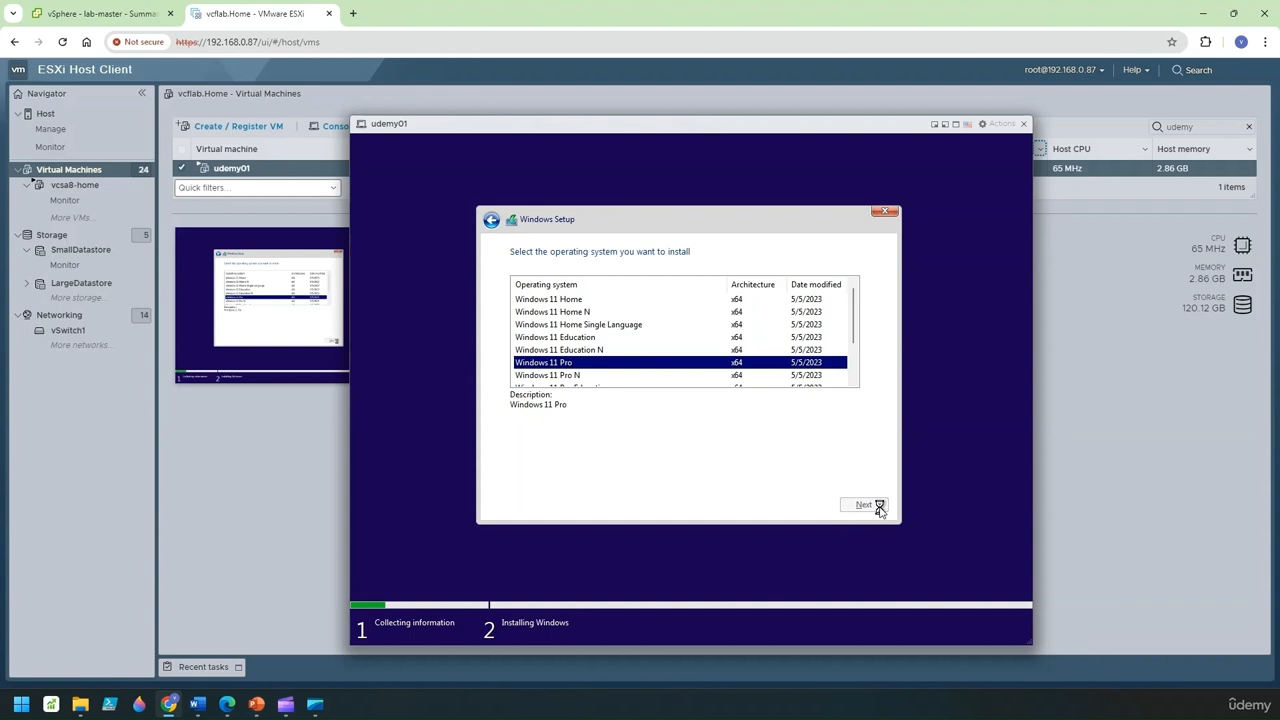 vSphere - lab-master - Summar
vcflab.Home - VMware ESXi
Not secure
https://192.168.0.87/ui/#/host/vms
vm
ESXi Host Client
root@192.168.0.87
Help
Search
Navigator
vcflab.Home - Virtual Machines
Host
Manage
Monitor
Virtual Machines 24
vcsa8-home
Monitor
More VMs...
Storage 5
SmallDatastore
Monitor
LargeDatastore
More storage...
Networking 14
vSwitch1
More networks...
Create / Register VM
Conso
udemy
Virtual machine
Host CPU
Host memory
udemy01
65 MHz
2.86 GB
Quick filters...
1 items
udemy01
Actions
Windows Setup
Select the operating system you want to install
Operating system Architecture Date modified
Windows 11 Home x64 5/5/2023
Windows 11 Home N x64 5/5/2023
Windows 11 Home Single Language x64 5/5/2023
Windows 11 Education x64 5/5/2023
Windows 11 Education N x64 5/5/2023
Windows 11 Pro x64 5/5/2023
Windows 11 Pro N x64 5/5/2023
Description:
Windows 11 Pro
Next
1 Collecting information
2 Installing Windows
CPU
65 MHz
MEMORY
2.86 GB
STORAGE
120.12 GB
Recent tasks
udemy